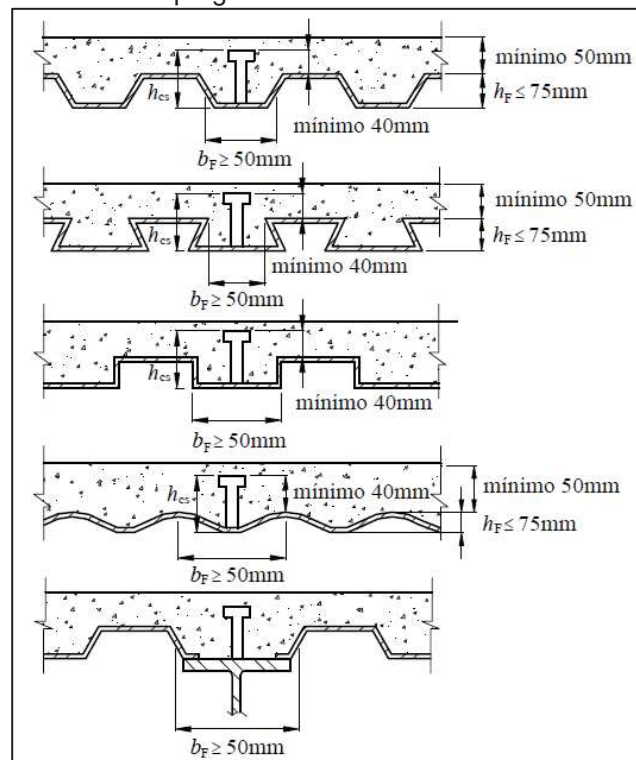 mínimo 50mm
h_cs
h_F ≤ 75mm
mínimo 40mm
b_F ≥ 50mm
mínimo 50mm
h_cs
h_F ≤ 75mm
mínimo 40mm
b_F ≥ 50mm
h_cs
mínimo 40mm
b_F ≥ 50mm
h_cs
mínimo 40mm
mínimo 50mm
h_F ≤ 75mm
b_F ≥ 50mm
b_F ≥ 50mm